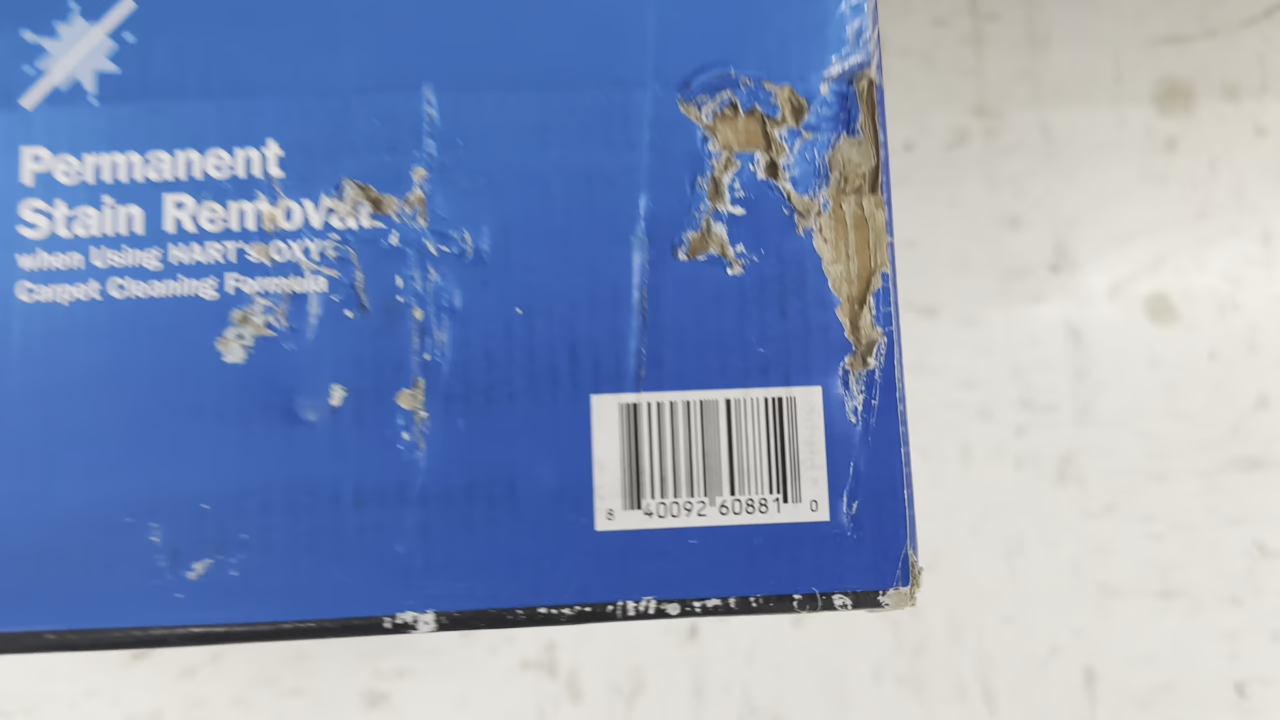 Permanent
Stain Removal
when Using HART's OXY
Carpet Cleaning Formula
8 40092 60881 0